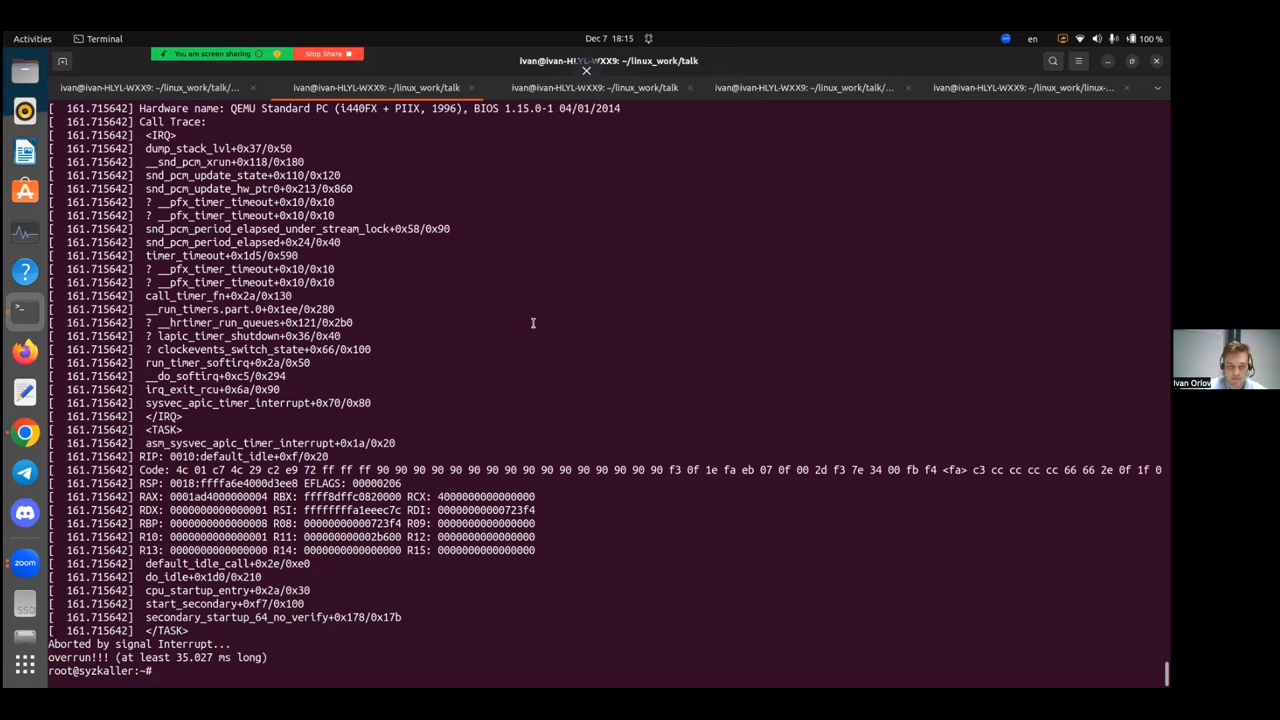 Activities
Terminal
Dec 7 18:15
en
100 %
You are screen sharing
Stop Share
ivan@ivan-HLYL-WXX9: ~/linux_work/talk
ivan@ivan-HLYL-WXX9: ~/linux_work/talk/...
ivan@ivan-HLYL-WXX9: ~/linux_work/talk
ivan@ivan-HLYL-WXX9: ~/linux_work/talk
ivan@ivan-HLYL-WXX9: ~/linux_work/talk/...
ivan@ivan-HLYL-WXX9: ~/linux_work/linux-...
[  161.715642] Hardware name: QEMU Standard PC (i440FX + PIIX, 1996), BIOS 1.15.0-1 04/01/2014
[  161.715642] Call Trace:
[  161.715642]  <IRQ>
[  161.715642]  dump_stack_lvl+0x37/0x50
[  161.715642]  __snd_pcm_xrun+0x118/0x180
[  161.715642]  snd_pcm_update_state+0x110/0x120
[  161.715642]  snd_pcm_update_hw_ptr0+0x213/0x860
[  161.715642]  ? __pfx_timer_timeout+0x10/0x10
[  161.715642]  ? __pfx_timer_timeout+0x10/0x10
[  161.715642]  snd_pcm_period_elapsed_under_stream_lock+0x58/0x90
[  161.715642]  snd_pcm_period_elapsed+0x24/0x40
[  161.715642]  timer_timeout+0x1d5/0x590
[  161.715642]  ? __pfx_timer_timeout+0x10/0x10
[  161.715642]  ? __pfx_timer_timeout+0x10/0x10
[  161.715642]  call_timer_fn+0x2a/0x130
[  161.715642]  __run_timers.part.0+0x1ee/0x280
[  161.715642]  ? __hrtimer_run_queues+0x121/0x2b0
[  161.715642]  ? lapic_timer_shutdown+0x36/0x40
[  161.715642]  ? clockevents_switch_state+0x66/0x100
[  161.715642]  run_timer_softirq+0x2a/0x50
[  161.715642]  __do_softirq+0xc5/0x294
[  161.715642]  irq_exit_rcu+0x6a/0x90
[  161.715642]  sysvec_apic_timer_interrupt+0x70/0x80
[  161.715642]  </IRQ>
[  161.715642]  <TASK>
[  161.715642]  asm_sysvec_apic_timer_interrupt+0x1a/0x20
[  161.715642] RIP: 0010:default_idle+0xf/0x20
[  161.715642] Code: 4c 01 c7 4c 29 c2 e9 72 ff ff ff 90 90 90 90 90 90 90 90 90 90 90 90 90 90 90 90 f3 0f 1e fa eb 07 0f 00 2d f3 7e 34 00 fb f4 <fa> c3 cc cc cc cc 66 66 2e 0f 1f 0
[  161.715642] RSP: 0018:ffffa6e4000d3ee8 EFLAGS: 00000206
[  161.715642] RAX: 0001ad4000000004 RBX: ffff8dffc0820000 RCX: 4000000000000000
[  161.715642] RDX: 0000000000000001 RSI: ffffffffa1eeec7c RDI: 00000000000723f4
[  161.715642] RBP: 0000000000000008 R08: 00000000000723f4 R09: 0000000000000000
[  161.715642] R10: 0000000000000001 R11: 000000000002b600 R12: 0000000000000000
[  161.715642] R13: 0000000000000000 R14: 0000000000000000 R15: 0000000000000000
[  161.715642]  default_idle_call+0x2e/0xe0
[  161.715642]  do_idle+0x1d0/0x210
[  161.715642]  cpu_startup_entry+0x2a/0x30
[  161.715642]  start_secondary+0xf7/0x100
[  161.715642]  secondary_startup_64_no_verify+0x178/0x17b
[  161.715642]  </TASK>
Aborted by signal Interrupt...
overrun!!! (at least 35.027 ms long)
root@syzkaller:~#
zoom
SSD
Ivan Orlov